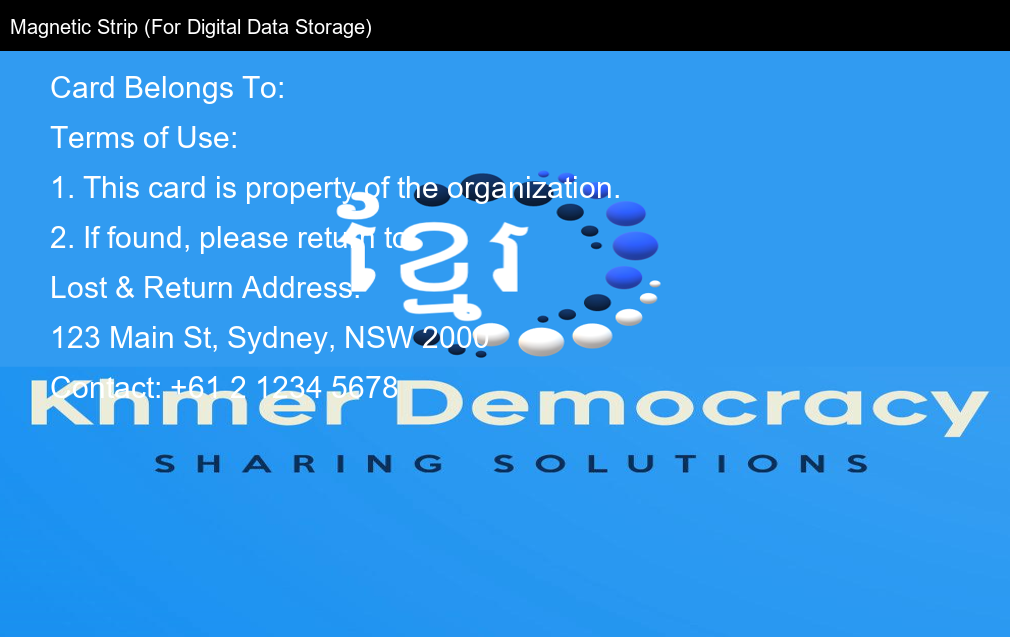 Magnetic Strip (For Digital Data Storage)
Card Belongs To:
Terms of Use:
1. This card is property of the organization.
2. If found, please return to:
ខ្មែរ
Lost & Return Address:
123 Main St, Sydney, NSW 2000
Contact: +61 2 1234 5678
Khmer Democracy
SHARING SOLUTIONS